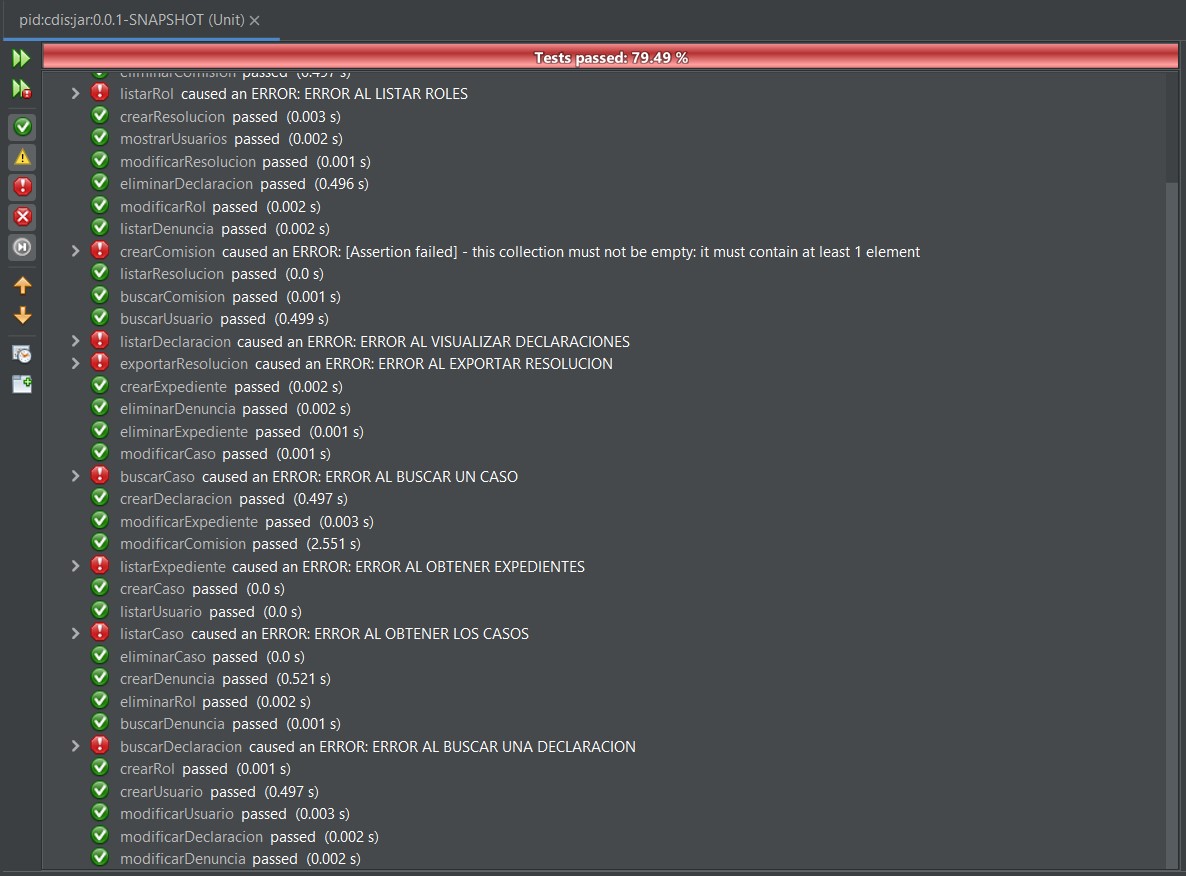 pid:cdis:jar:0.0.1-SNAPSHOT (Unit)
Tests passed: 79.49 %
eliminarComision passed (0.497 s)
listarRol caused an ERROR: ERROR AL LISTAR ROLES
crearResolucion passed (0.003 s)
mostrarUsuarios passed (0.002 s)
modificarResolucion passed (0.001 s)
eliminarDeclaracion passed (0.496 s)
modificarRol passed (0.002 s)
listarDenuncia passed (0.002 s)
crearComision caused an ERROR: [Assertion failed] - this collection must not be empty: it must contain at least 1 element
listarResolucion passed (0.0 s)
buscarComision passed (0.001 s)
buscarUsuario passed (0.499 s)
listarDeclaracion caused an ERROR: ERROR AL VISUALIZAR DECLARACIONES
exportarResolucion caused an ERROR: ERROR AL EXPORTAR RESOLUCION
crearExpediente passed (0.002 s)
eliminarDenuncia passed (0.002 s)
eliminarExpediente passed (0.001 s)
modificarCaso passed (0.001 s)
buscarCaso caused an ERROR: ERROR AL BUSCAR UN CASO
crearDeclaracion passed (0.497 s)
modificarExpediente passed (0.003 s)
modificarComision passed (2.551 s)
listarExpediente caused an ERROR: ERROR AL OBTENER EXPEDIENTES
crearCaso passed (0.0 s)
listarUsuario passed (0.0 s)
listarCaso caused an ERROR: ERROR AL OBTENER LOS CASOS
eliminarCaso passed (0.0 s)
crearDenuncia passed (0.521 s)
eliminarRol passed (0.002 s)
buscarDenuncia passed (0.001 s)
buscarDeclaracion caused an ERROR: ERROR AL BUSCAR UNA DECLARACION
crearRol passed (0.001 s)
crearUsuario passed (0.497 s)
modificarUsuario passed (0.003 s)
modificarDeclaracion passed (0.002 s)
modificarDenuncia passed (0.002 s)